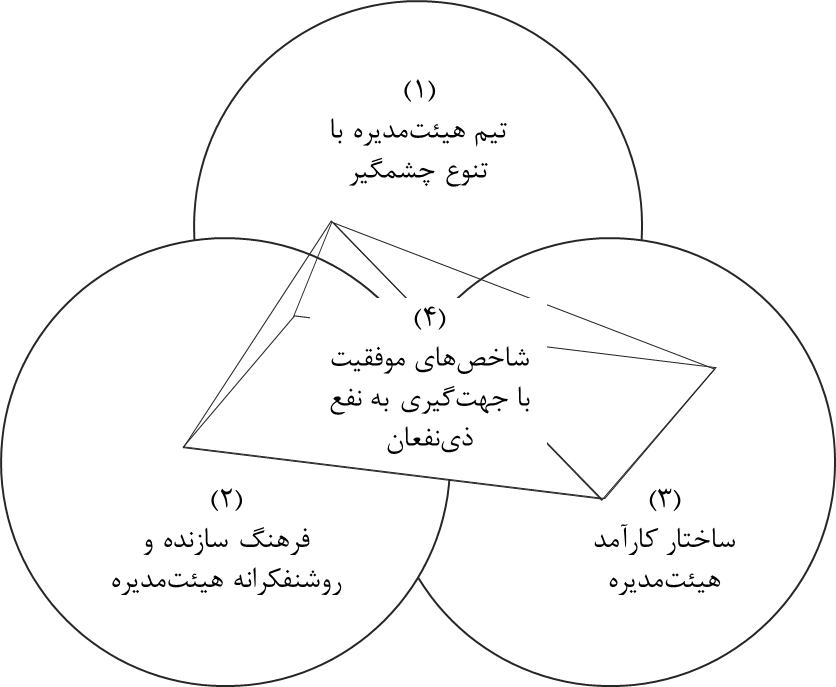 (۱)
تیم هیئت‌مدیره با
تنوع چشمگیر
(۴)
شاخص‌های موفقیت
با جهت‌گیری به نفع
ذی‌نفعان
(۲)
فرهنگ سازنده و
روشنفکرانه هیئت‌مدیره
(۳)
ساختار کارآمد
هیئت‌مدیره